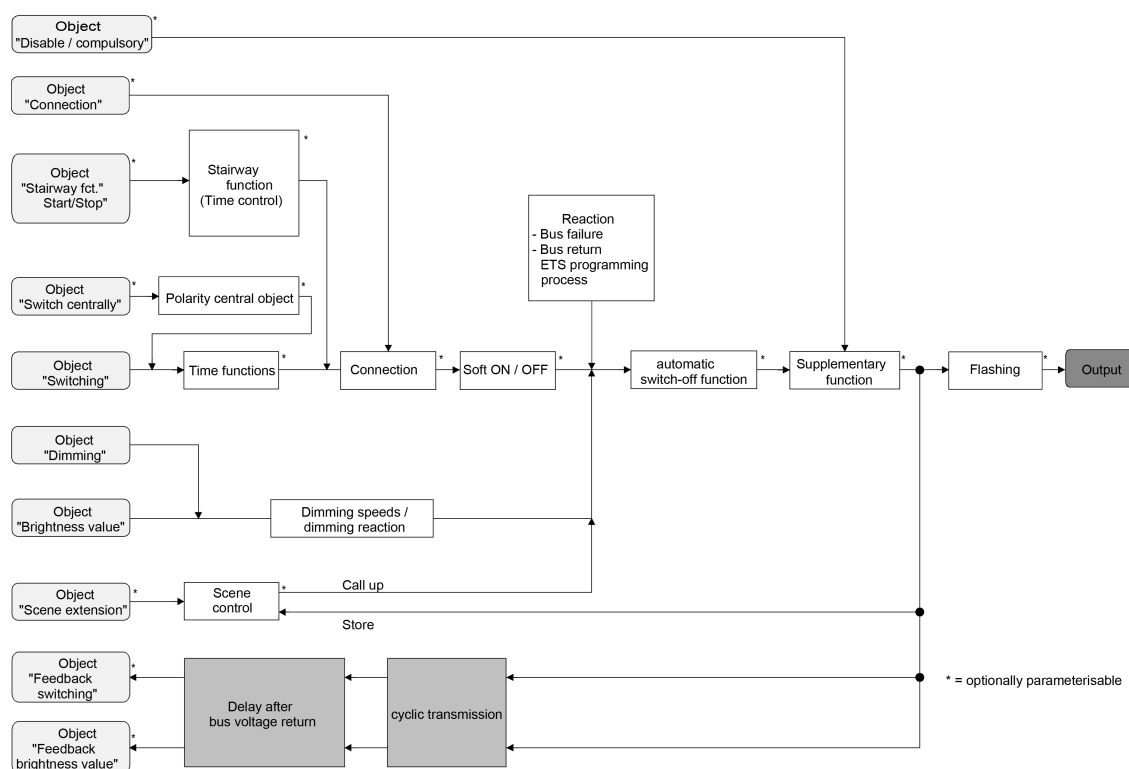 Object
"Disable / compulsory"
*
Object
"Connection"
*
Object
"Stairway fct."
Start/Stop"
*
Stairway
function
(Time control)
*
Reaction
- Bus failure
- Bus return
ETS programming
process
Object
"Switch centrally"
*
Polarity central object
*
Object
"Switching"
*
Time functions
*
Connection
*
Soft ON / OFF
*
automatic
switch-off function
*
Supplementary
function
*
Flashing
*
Output
Object
"Dimming"
Object
"Brightness value"
Dimming speeds /
dimming reaction
Object
"Scene extension"
*
Scene
control
*
Call up
Store
Object
"Feedback
switching"
*
Delay after
bus voltage return
cyclic transmission
* = optionally parameterisable
Object
"Feedback
brightness value"
*